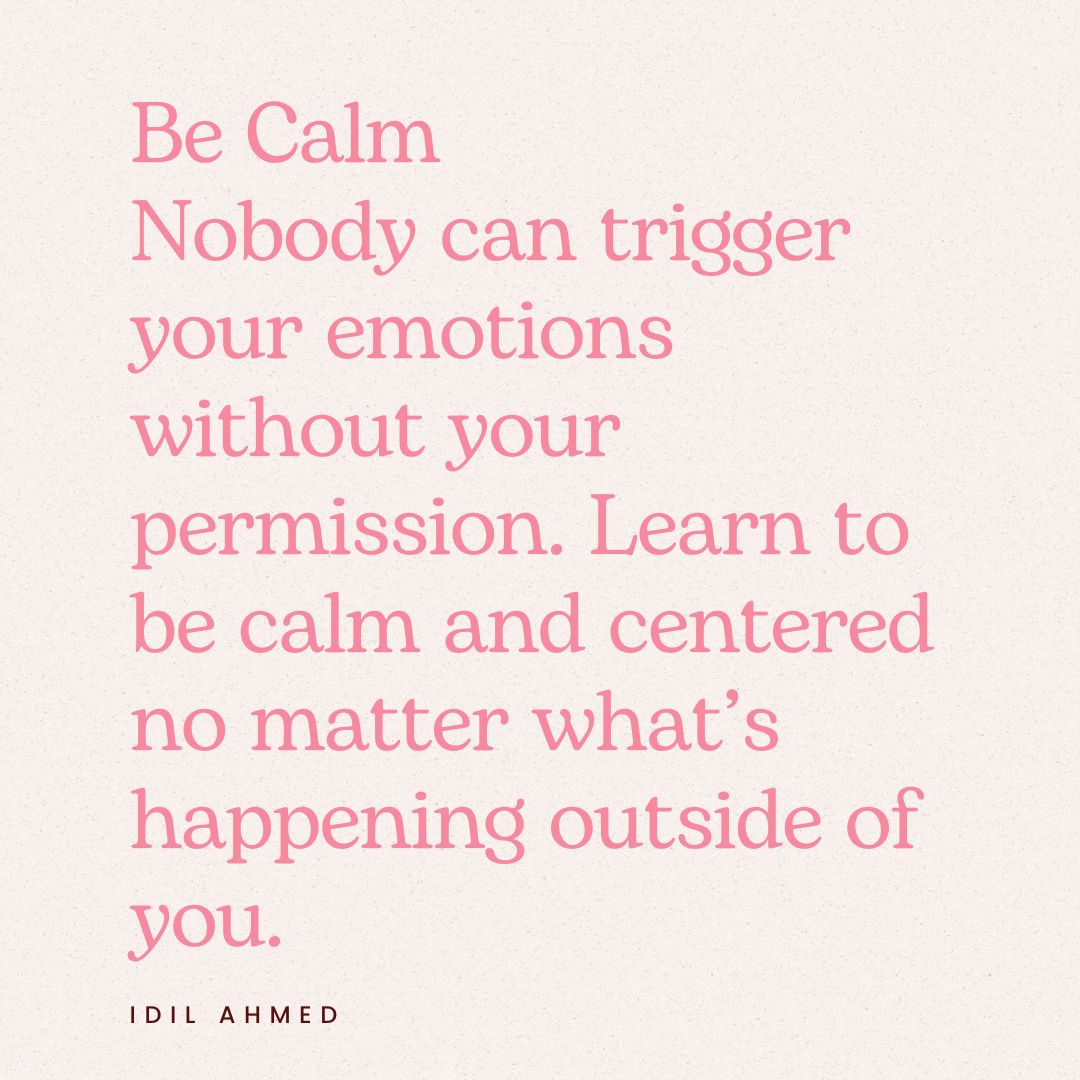 Be Calm
Nobody can trigger
your emotions
without your
permission. Learn to
be calm and centered
no matter what’s
happening outside of
you.
IDIL AHMED